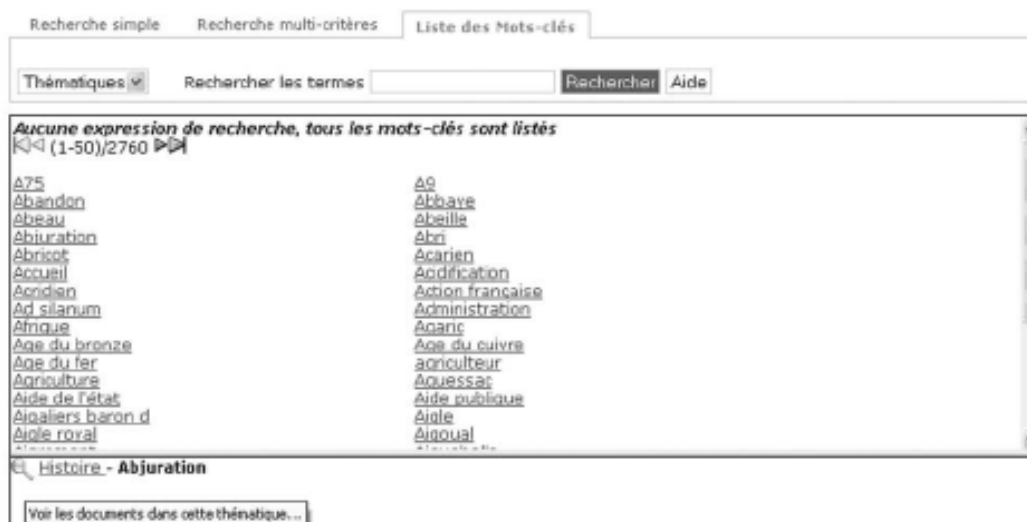 Recherche simple Recherche multi-critères Liste des Mots-clés
Thématiques Rechercher les termes Rechercher Aide
Aucune expression de recherche, tous les mots-clés sont listés
(1-50)/2760
A75 A9
Abandon Abbaye
Abeau Abeille
Abjuration Abri
Abricot Acarien
Accueil Acidification
Acridien Action française
Ad silanum Administration
Afrique Agaric
Age du bronze Age du cuivre
Age du fer agriculteur
Agriculture Aguessac
Aide de l'état Aide publique
Aigaliers baron d Aigle
Aigle royal Aigoual
Histoire - Abjuration
Voir les documents dans cette thématique...